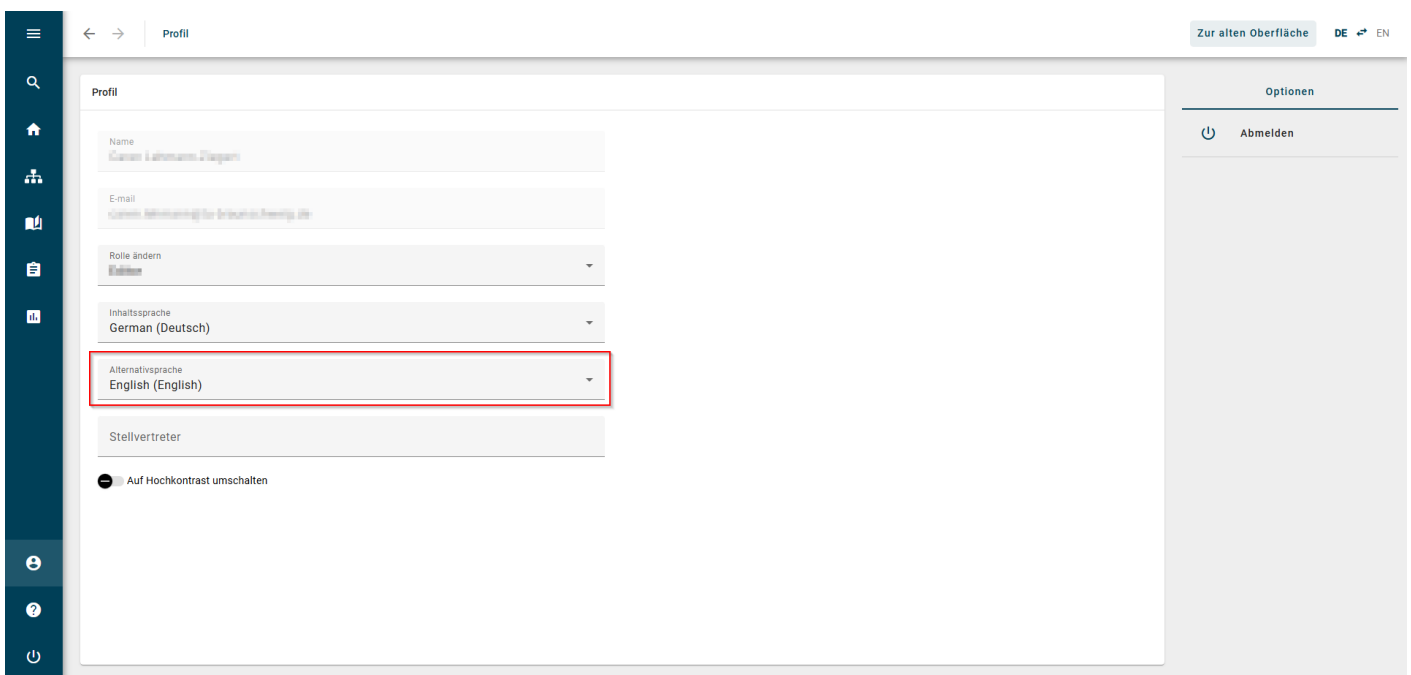 Profil
Zur alten Oberfläche
DE EN
Profil
Optionen
Abmelden
Name
E-mail
Rolle ändern
Inhaltssprache
German (Deutsch)
Alternativsprache
English (English)
Stellvertreter
Auf Hochkontrast umschalten